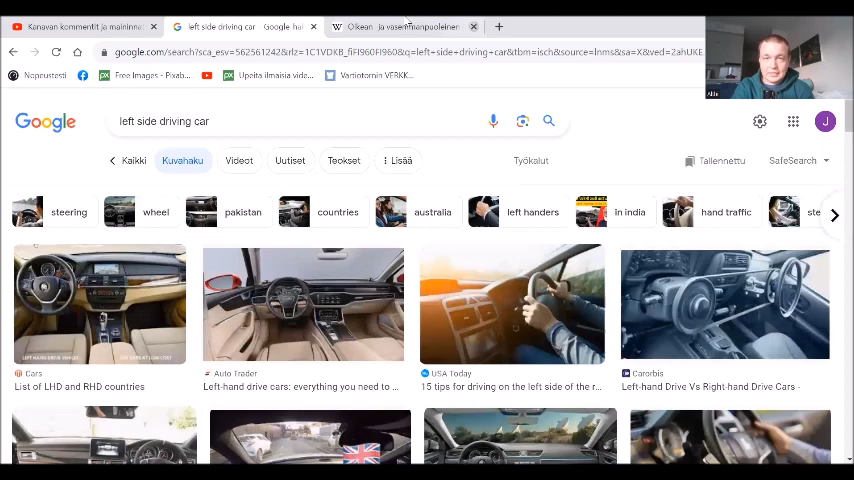 Kanavan kommentit ja maininna
left side driving car - Google hak
Oikean- ja vasemmanpuoleinen
google.com/search?sca_esv=562561242&rlz=1C1VDKB_fiFI960FI960&q=left+side+driving+car&tbm=isch&source=lnms&sa=X&ved=2ahUKE
Nopeustesti
Free Images - Pixab...
Upeita ilmaisia videa...
Vartiotornin VERKK...
Google
left side driving car
J
Kaikki
Kuvahaku
Videot
Uutiset
Teokset
Lisää
Työkalut
Tallennettu
SafeSearch
steering
wheel
pakistan
countries
australia
left handers
in india
hand traffic
ste
Cars
List of LHD and RHD countries
Auto Trader
Left-hand drive cars: everything you need to ...
USA Today
15 tips for driving on the left side of the r...
Carorbis
Left-hand Drive Vs Right-hand Drive Cars -